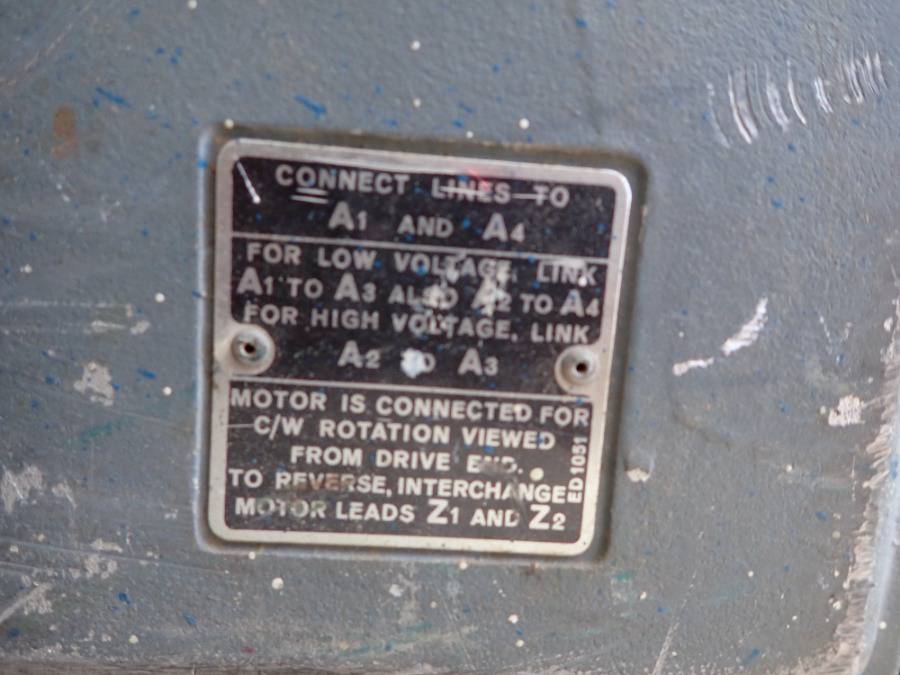 CONNECT LINES TO
A1 AND A4
FOR LOW VOLTAGE, LINK
A1 TO A3 ALSO A2 TO A4
FOR HIGH VOLTAGE, LINK
A2 TO A3
MOTOR IS CONNECTED FOR
C/W ROTATION VIEWED
FROM DRIVE END.
TO REVERSE, INTERCHANGE
MOTOR LEADS Z1 AND Z2
ED 1051